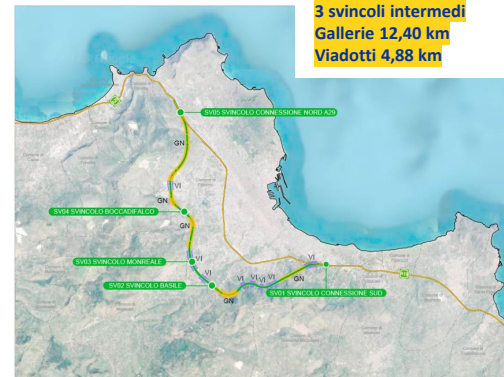 3 svincoli intermedi
Gallerie 12,40 km
Viadotti 4,88 km
SV05 SVINCOLO CONNESSIONE NORD A29
GN
GN
VI
SV04 SVINCOLO BOCCADIFALCO
GN
VI
SV03 SVINCOLO MONREALE
VI
VI
VI VI VI
GN
SV02 SVINCOLO BASILE
GN
SV01 SVINCOLO CONNESSIONE SUD